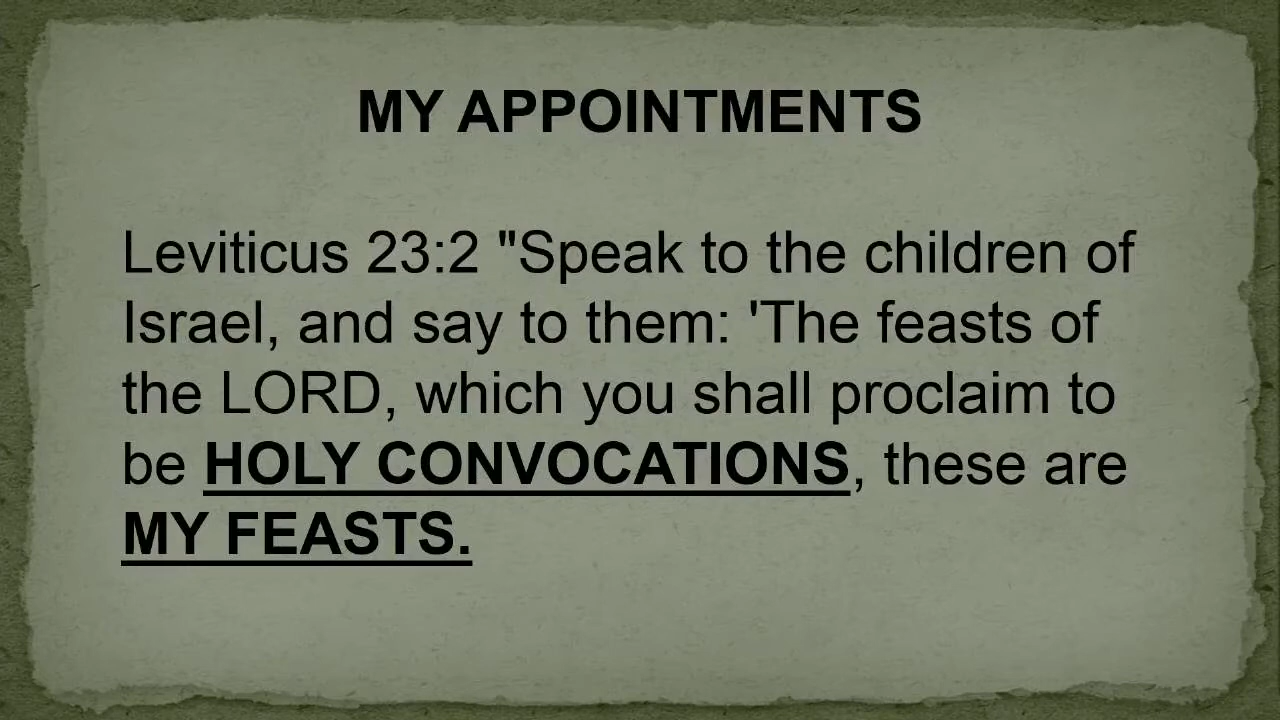 MY APPOINTMENTS
Leviticus 23:2 "Speak to the children of
Israel, and say to them: 'The feasts of
the LORD, which you shall proclaim to
be HOLY CONVOCATIONS, these are
MY FEASTS.